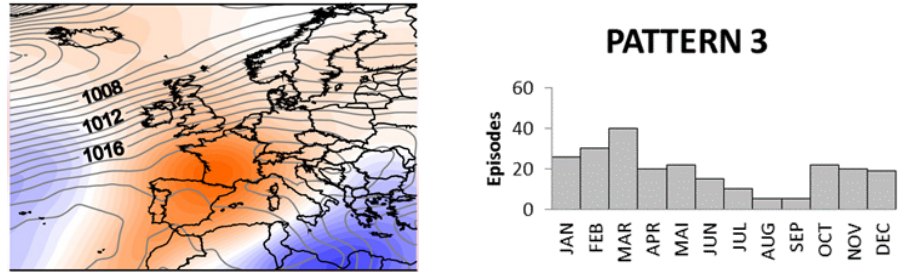 1008
1012
1016
PATTERN 3
Episodes
60
40
20
0
JAN
FEB
MAR
APR
MAI
JUN
JUL
AUG
SEP
OCT
NOV
DEC